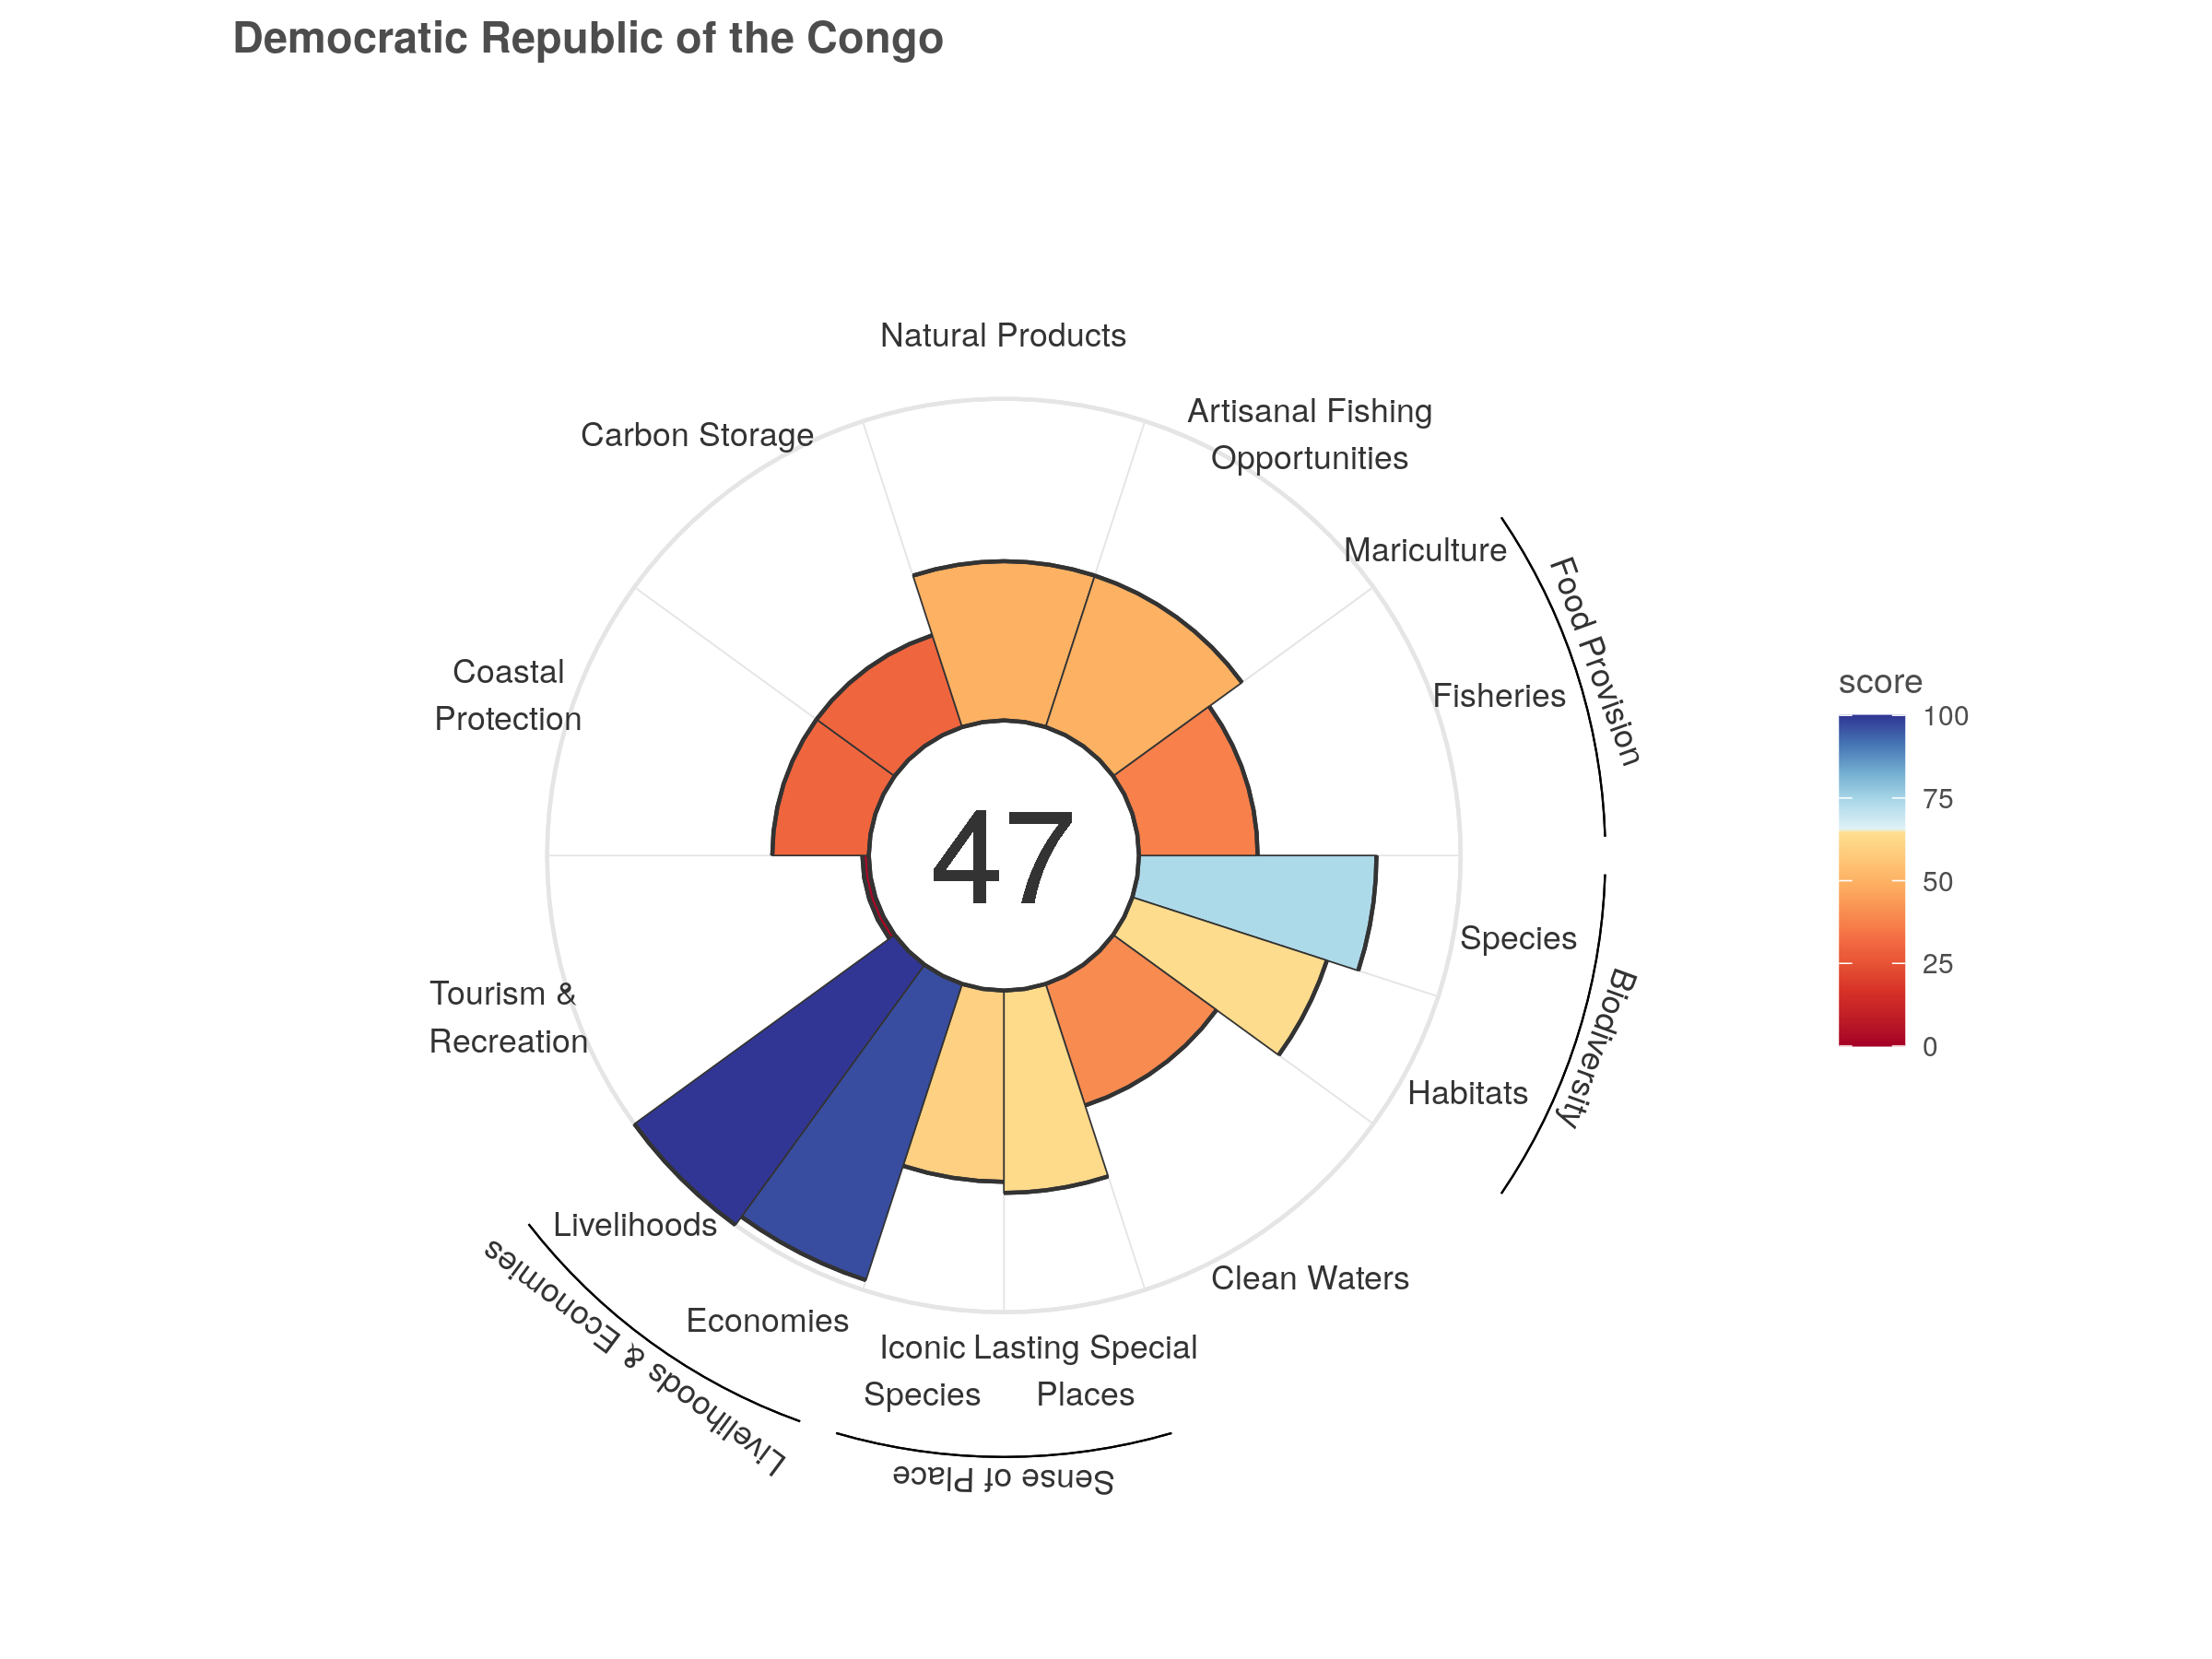 Democratic Republic of the Congo
Natural Products
Artisanal Fishing
Opportunities
Carbon Storage
Mariculture
Food Provision
Fisheries
Coastal
Protection
score
100
75
50
25
0
47
Species
Biodiversity
Habitats
Tourism &
Recreation
Livelihoods
Clean Waters
Economies
Livelihoods & Economies
Iconic
Species
Lasting Special
Places
Sense of Place